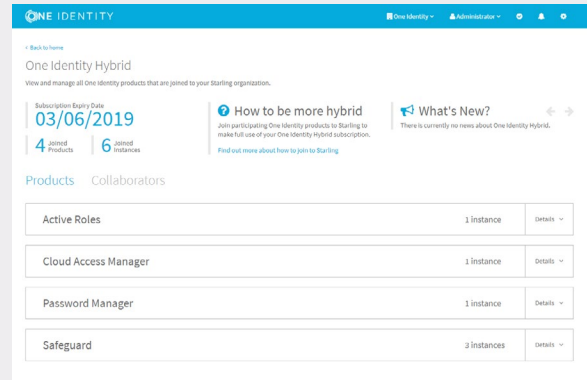 ONE IDENTITY
One Identity
Administrator
< Back to home
One Identity Hybrid
View and manage all One Identity products that are joined to your Starling organization.
Subscription Expiry Date
03/06/2019
4 Joined Products
6 Joined Instances
How to be more hybrid
Join participating One Identity products to Starling to
make full use of your One Identity Hybrid subscription.
Find out more about how to join to Starling
What's New?
There is currently no news about One Identity Hybrid.
Products Collaborators
Active Roles 1 instance Details
Cloud Access Manager 1 instance Details
Password Manager 1 instance Details
Safeguard 3 instances Details